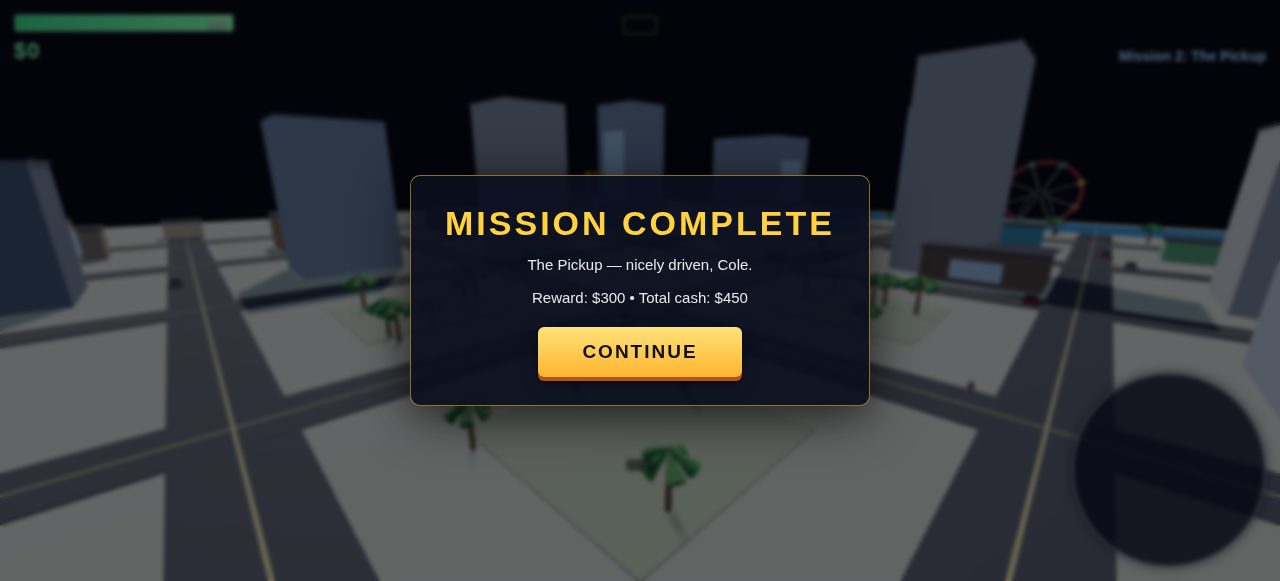 $0
Mission 2: The Pickup
MISSION COMPLETE
The Pickup — nicely driven, Cole.
Reward: $300 • Total cash: $450
CONTINUE